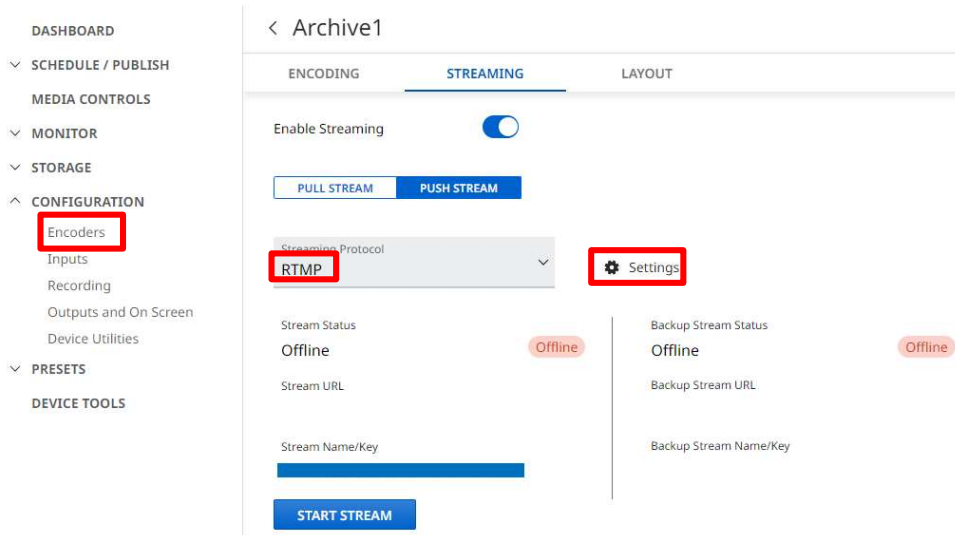 DASHBOARD
SCHEDULE / PUBLISH
MEDIA CONTROLS
MONITOR
STORAGE
CONFIGURATION
Encoders
Inputs
Recording
Outputs and On Screen
Device Utilities
PRESETS
DEVICE TOOLS
Archive1
ENCODING STREAMING LAYOUT
Enable Streaming
PULL STREAM PUSH STREAM
Streaming Protocol
RTMP
Settings
Stream Status
Offline Offline
Stream URL
Stream Name/Key
START STREAM
Backup Stream Status
Offline Offline
Backup Stream URL
Backup Stream Name/Key